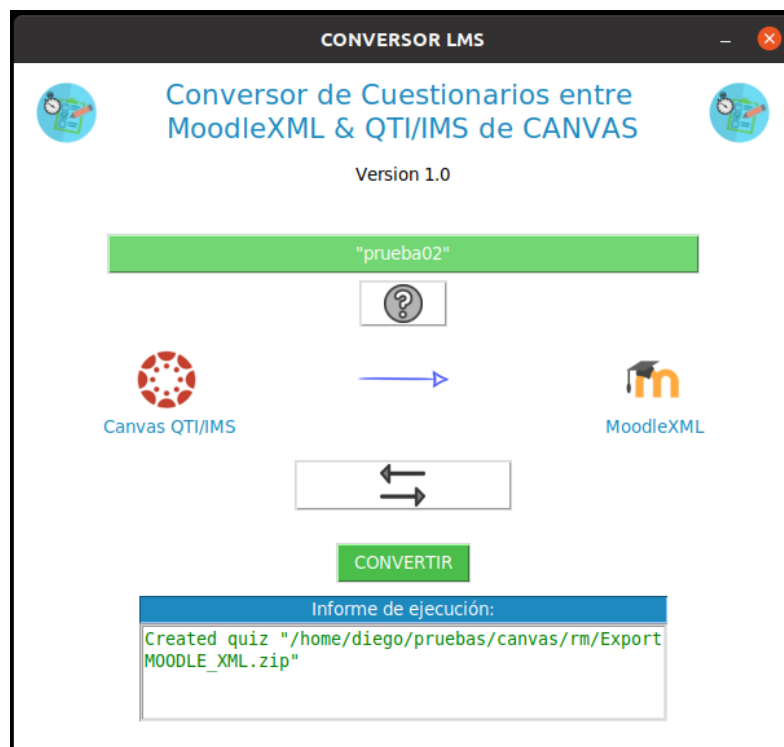 CONVERSOR LMS
Conversor de Cuestionarios entre
MoodleXML & QTI/IMS de CANVAS
Version 1.0
"prueba02"
?
Canvas QTI/IMS
m
MoodleXML
CONVERTIR
Informe de ejecución:
Created quiz "/home/diego/pruebas/canvas/rm/Export
MOODLE_XML.zip"